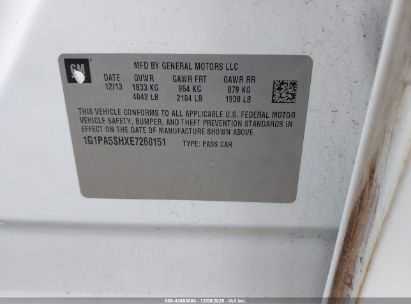 GM
MFD BY GENERAL MOTORS LLC
DATE GVWR GAWR FRT GAWR RR
12/13 1833 KG 954 KG 879 KG
4042 LB 2104 LB 1938 LB
THIS VEHICLE CONFORMS TO ALL APPLICABLE U.S. FEDERAL MOTOR
VEHICLE SAFETY, BUMPER, AND THEFT PREVENTION STANDARDS IN
EFFECT ON THE DATE OF MANUFACTURE SHOWN ABOVE.
1G1PA5SHXE7260151 TYPE: PASS CAR